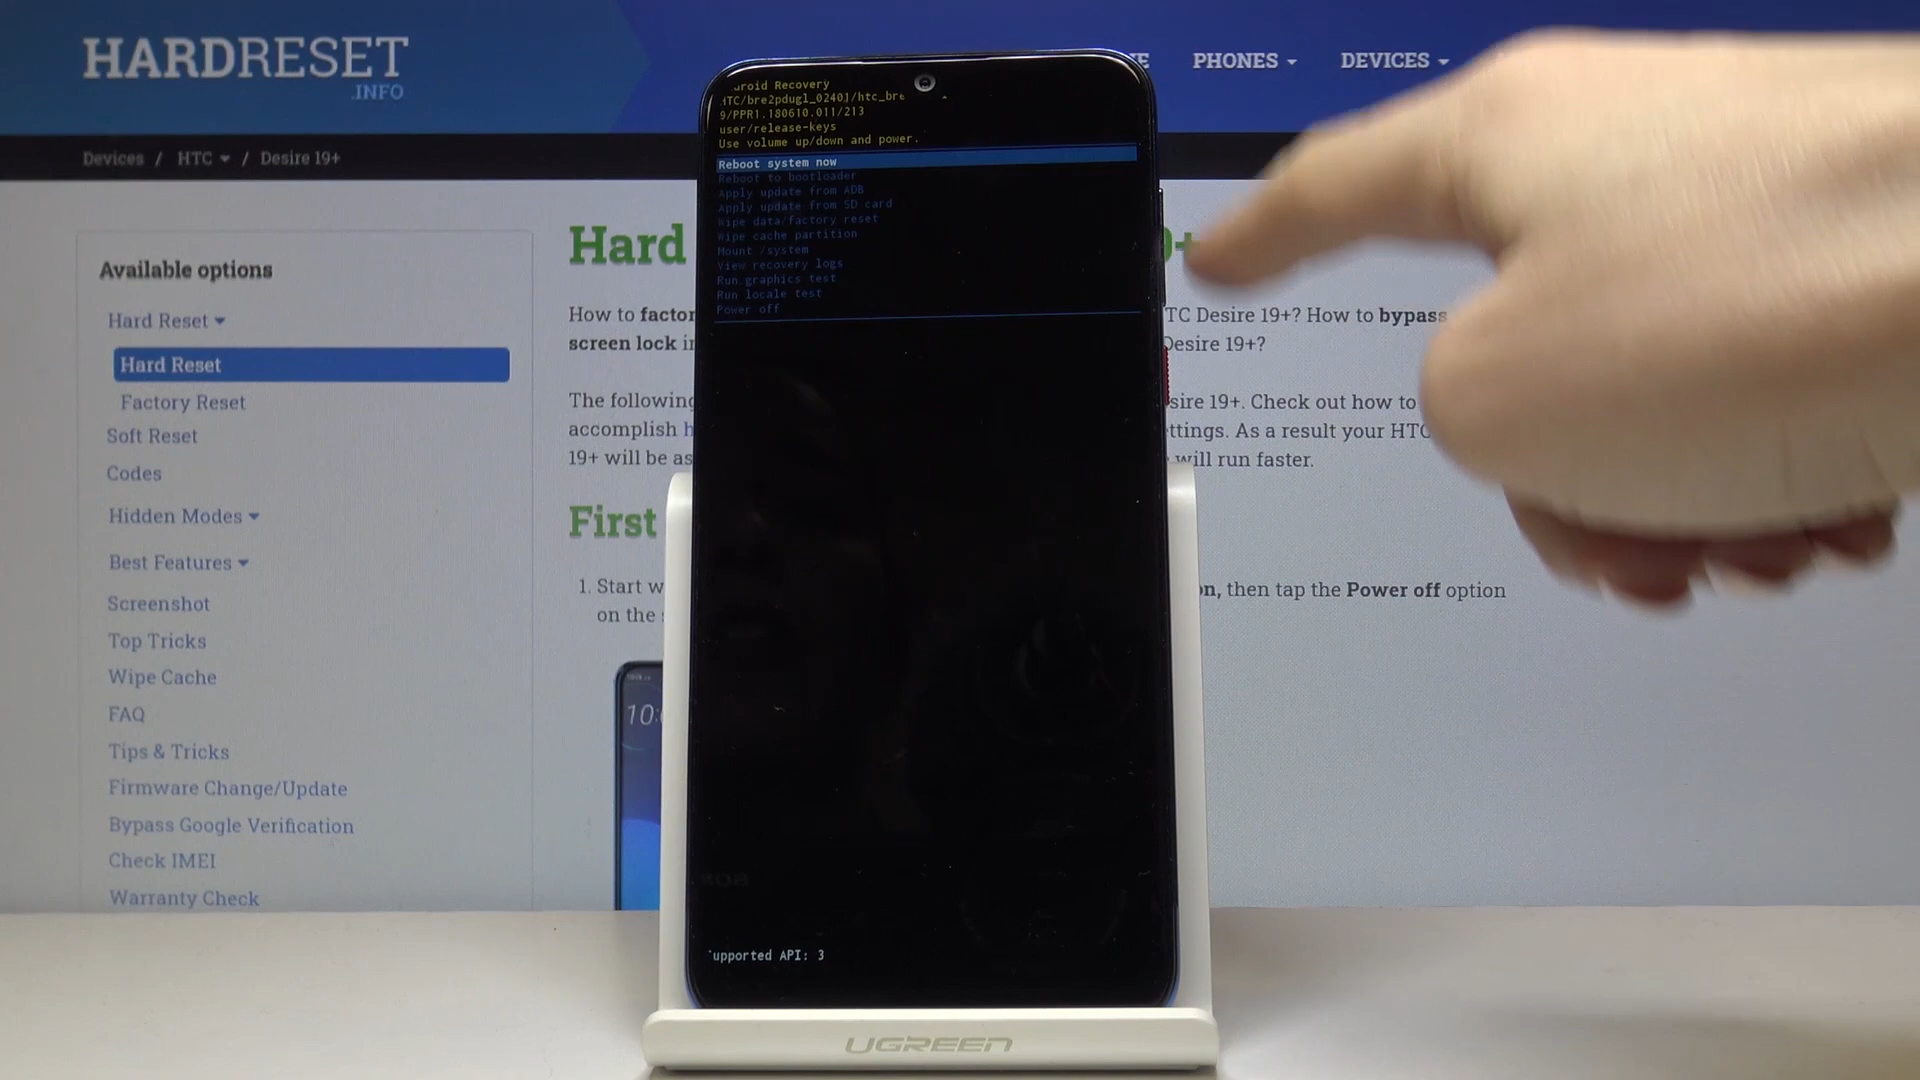 HARDRESET
.INFO
PHONES
DEVICES
Devices / HTC / Desire 19+
Available options
Hard Reset
Hard Reset
Factory Reset
Soft Reset
Codes
Hidden Modes
Best Features
Screenshot
Top Tricks
Wipe Cache
FAQ
Tips & Tricks
Firmware Change/Update
Bypass Google Verification
Check IMEI
Warranty Check
Hard
How to
TC Desire 19+? How to bypass
screen lock
Desire 19+?
The following
sire 19+. Check out how to
accomplish
ttings. As a result your HTC
19+ will be
will run faster.
First
1. Start
then tap the Power off option
on the
10:
Recovery
9/PPR1.180610.011/213
user/release-keys
Use volume up/down and power.
Reboot system now
Reboot to bootloader
Apply update from ADB
Apply update from SD card
Wipe data/factory reset
Wipe cache partition
Mount /system
View recovery logs
Run graphics test
Run locale test
Power off
upported API: 3
UGREEN